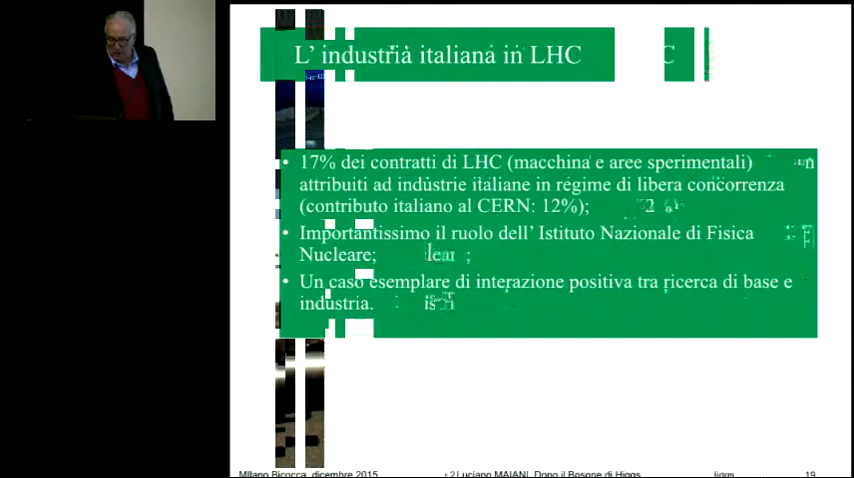 L' industria italiana in LHC
• 17% dei contratti di LHC (macchina e aree sperimentali)
attribuiti ad industrie italiane in regime di libera concorrenza
(contributo italiano al CERN: 12%);
• Importantissimo il ruolo dell' Istituto Nazionale di Fisica
Nucleare;
• Un caso esemplare di interazione positiva tra ricerca di base e
industria.
MIlano Bicocca, dicembre 2015 Luciano MAIANI. Dopo il Bosone di Higgs 19